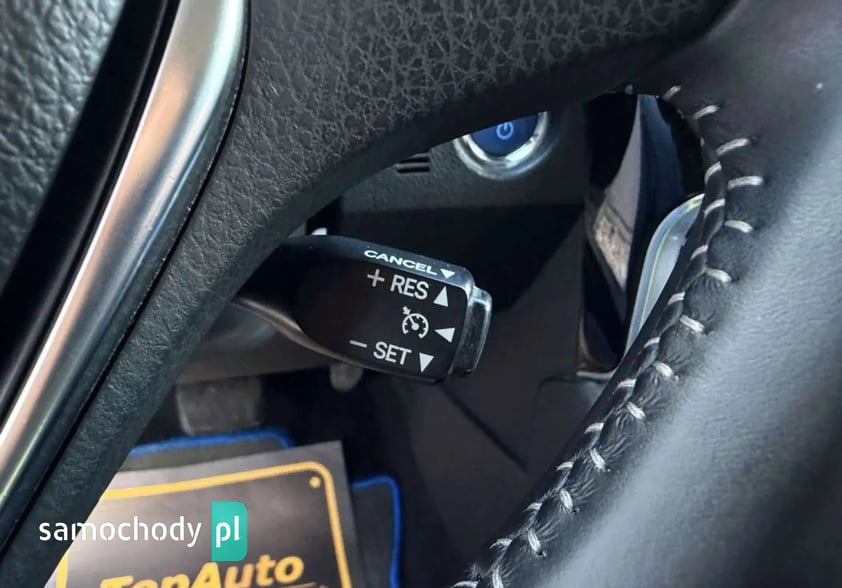 CANCEL▼
+ RES ▲
◄
− SET ▼
samochody pl
TopAuto